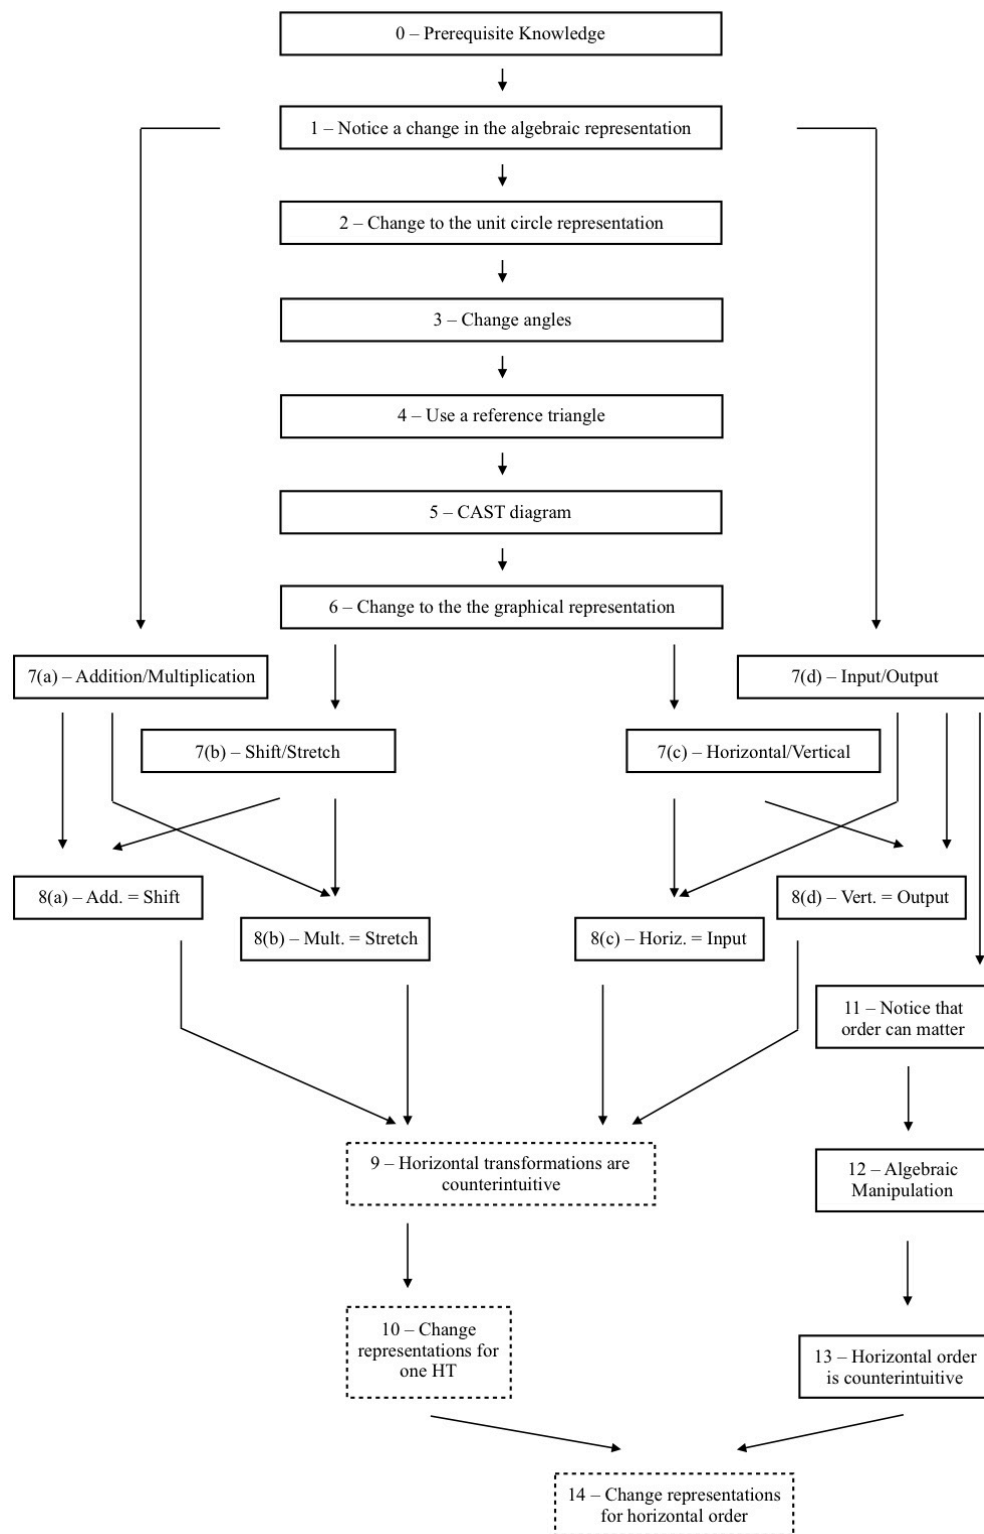 0 – Prerequisite Knowledge
1 – Notice a change in the algebraic representation
2 – Change to the unit circle representation
3 – Change angles
4 – Use a reference triangle
5 – CAST diagram
6 – Change to the the graphical representation
7(a) – Addition/Multiplication
7(d) – Input/Output
7(b) – Shift/Stretch
7(c) – Horizontal/Vertical
8(a) – Add. = Shift
8(d) – Vert. = Output
8(b) – Mult. = Stretch
8(c) – Horiz. = Input
11 – Notice that
order can matter
9 – Horizontal transformations are
counterintuitive
12 – Algebraic
Manipulation
10 – Change
representations for
one HT
13 – Horizontal order
is counterintuitive
14 – Change representations
for horizontal order